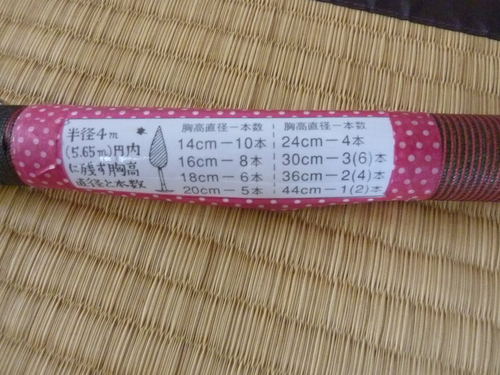 半径4m
(5.65m)円内
に残す胸高
直径と本数
胸高直径ー本数
14cmー10本
16cmー8本
18cmー6本
20cmー5本
胸高直径ー本数
24cmー4本
30cmー3(6)本
36cmー2(4)本
44cmー1(2)本